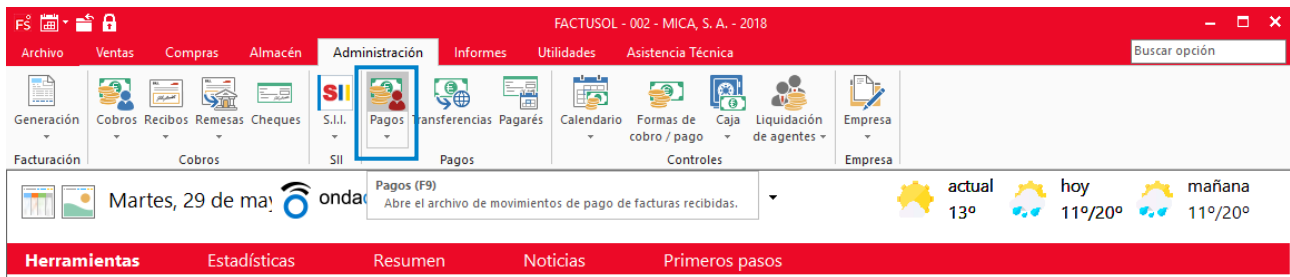 FS
FACTUSOL - 002 - MICA, S. A. - 2018
Archivo Ventas Compras Almacén Administración Informes Utilidades Asistencia Técnica Buscar opción
SII
Generación Cobros Recibos Remesas Cheques S.I.I. Pagos Transferencias Pagarés Calendario Formas de cobro / pago Caja Liquidación de agentes Empresa
Facturación Cobros SII Pagos Controles Empresa
Pagos (F9)
Abre el archivo de movimientos de pago de facturas recibidas.
Martes, 29 de may onda
actual hoy mañana
13º 11º/20º 11º/20º
Herramientas Estadísticas Resumen Noticias Primeros pasos